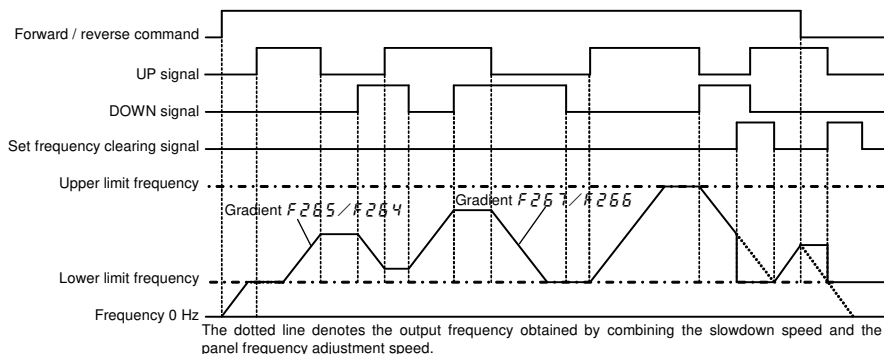 Forward / reverse command
UP signal
DOWN signal
Set frequency clearing signal
Upper limit frequency
Gradient F265/F264
Gradient F267/F266
Lower limit frequency
Frequency 0 Hz
The dotted line denotes the output frequency obtained by combining the slowdown speed and the
panel frequency adjustment speed.